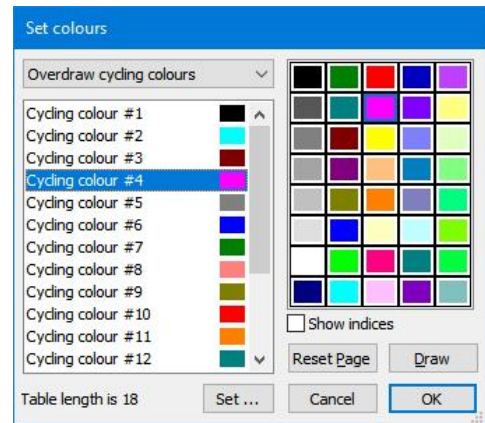 Set colours
Overdraw cycling colours
Cycling colour #1
Cycling colour #2
Cycling colour #3
Cycling colour #4
Cycling colour #5
Cycling colour #6
Cycling colour #7
Cycling colour #8
Cycling colour #9
Cycling colour #10
Cycling colour #11
Cycling colour #12
Show indices
Reset Page
Draw
Table length is 18
Set ...
Cancel
OK